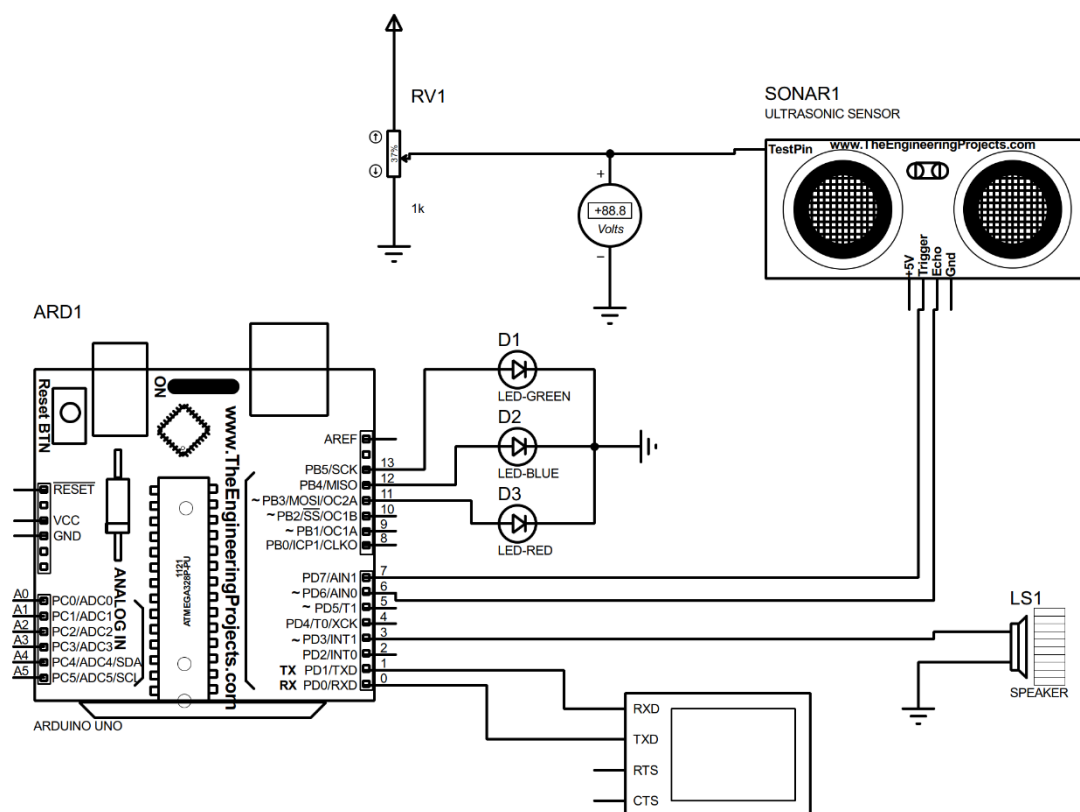 RV1
37%
1k
+88.8
Volts
+
−
SONAR1
ULTRASONIC SENSOR
TestPin
www.TheEngineeringProjects.com
+5V
Trigger
Echo
Gnd
ARD1
Reset BTN
ON
www.TheEngineeringProjects.com
RESET
VCC
GND
ANALOG IN
1121
ATMEGA328P-PU
A0 PC0/ADC0
A1 PC1/ADC1
A2 PC2/ADC2
A3 PC3/ADC3
A4 PC4/ADC4/SDA
A5 PC5/ADC5/SCL
AREF
PB5/SCK 13
PB4/MISO 12
~PB3/MOSI/OC2A 11
~PB2/SS/OC1B 10
~PB1/OC1A 9
PB0/ICP1/CLKO 8
PD7/AIN1 7
~PD6/AIN0 6
~PD5/T1 5
PD4/T0/XCK 4
~PD3/INT1 3
PD2/INT0 2
TX PD1/TXD 1
RX PD0/RXD 0
ARDUINO UNO
D1
LED-GREEN
D2
LED-BLUE
D3
LED-RED
LS1
SPEAKER
RXD
TXD
RTS
CTS